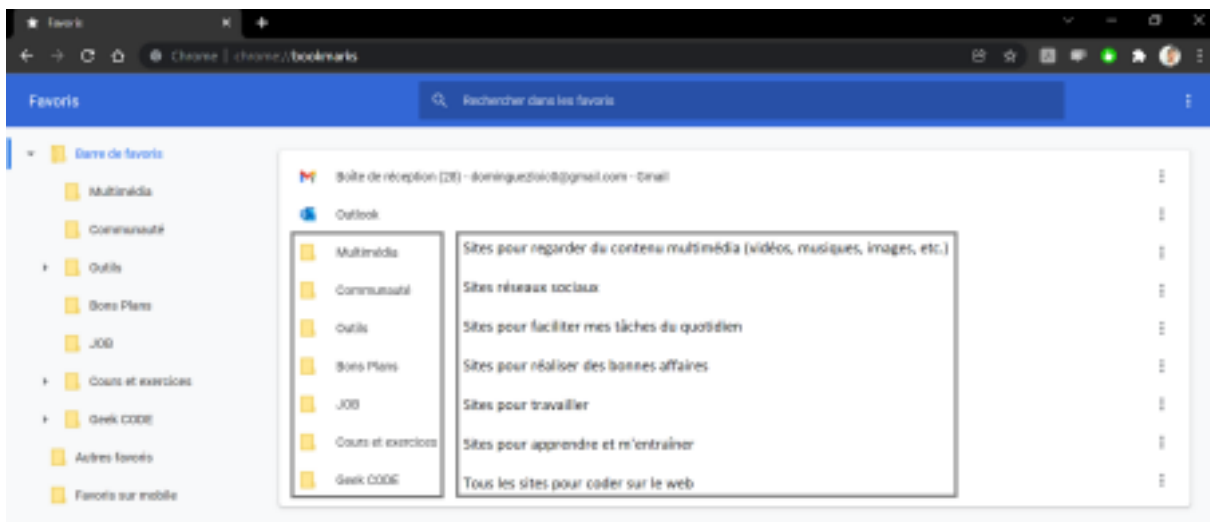 Favoris
Chrome | chrome://bookmarks
Favoris
Rechercher dans les favoris
Barre de favoris
Multimédia
Communauté
Outils
Bons Plans
JOB
Cours et exercices
Geek CODE
Autres favoris
Favoris sur mobile
Boîte de réception (28) - - Gmail
Outlook
Multimédia Sites pour regarder du contenu multimédia (vidéos, musiques, images, etc.)
Communauté Sites réseaux sociaux
Outils Sites pour faciliter mes tâches du quotidien
Bons Plans Sites pour réaliser des bonnes affaires
JOB Sites pour travailler
Cours et exercices Sites pour apprendre et m'entraîner
Geek CODE Tous les sites pour coder sur le web